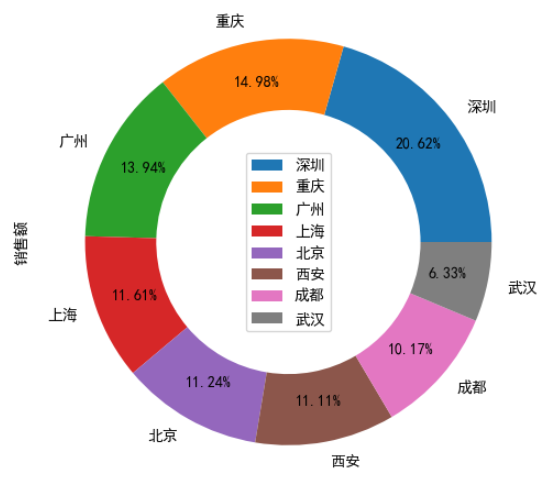 重庆
深圳
14.98%
20.62%
广州
13.94%
深圳
重庆
广州
上海
北京
西安
成都
武汉
销售额
6.33%
武汉
11.61%
上海
10.17%
成都
11.24%
11.11%
北京
西安